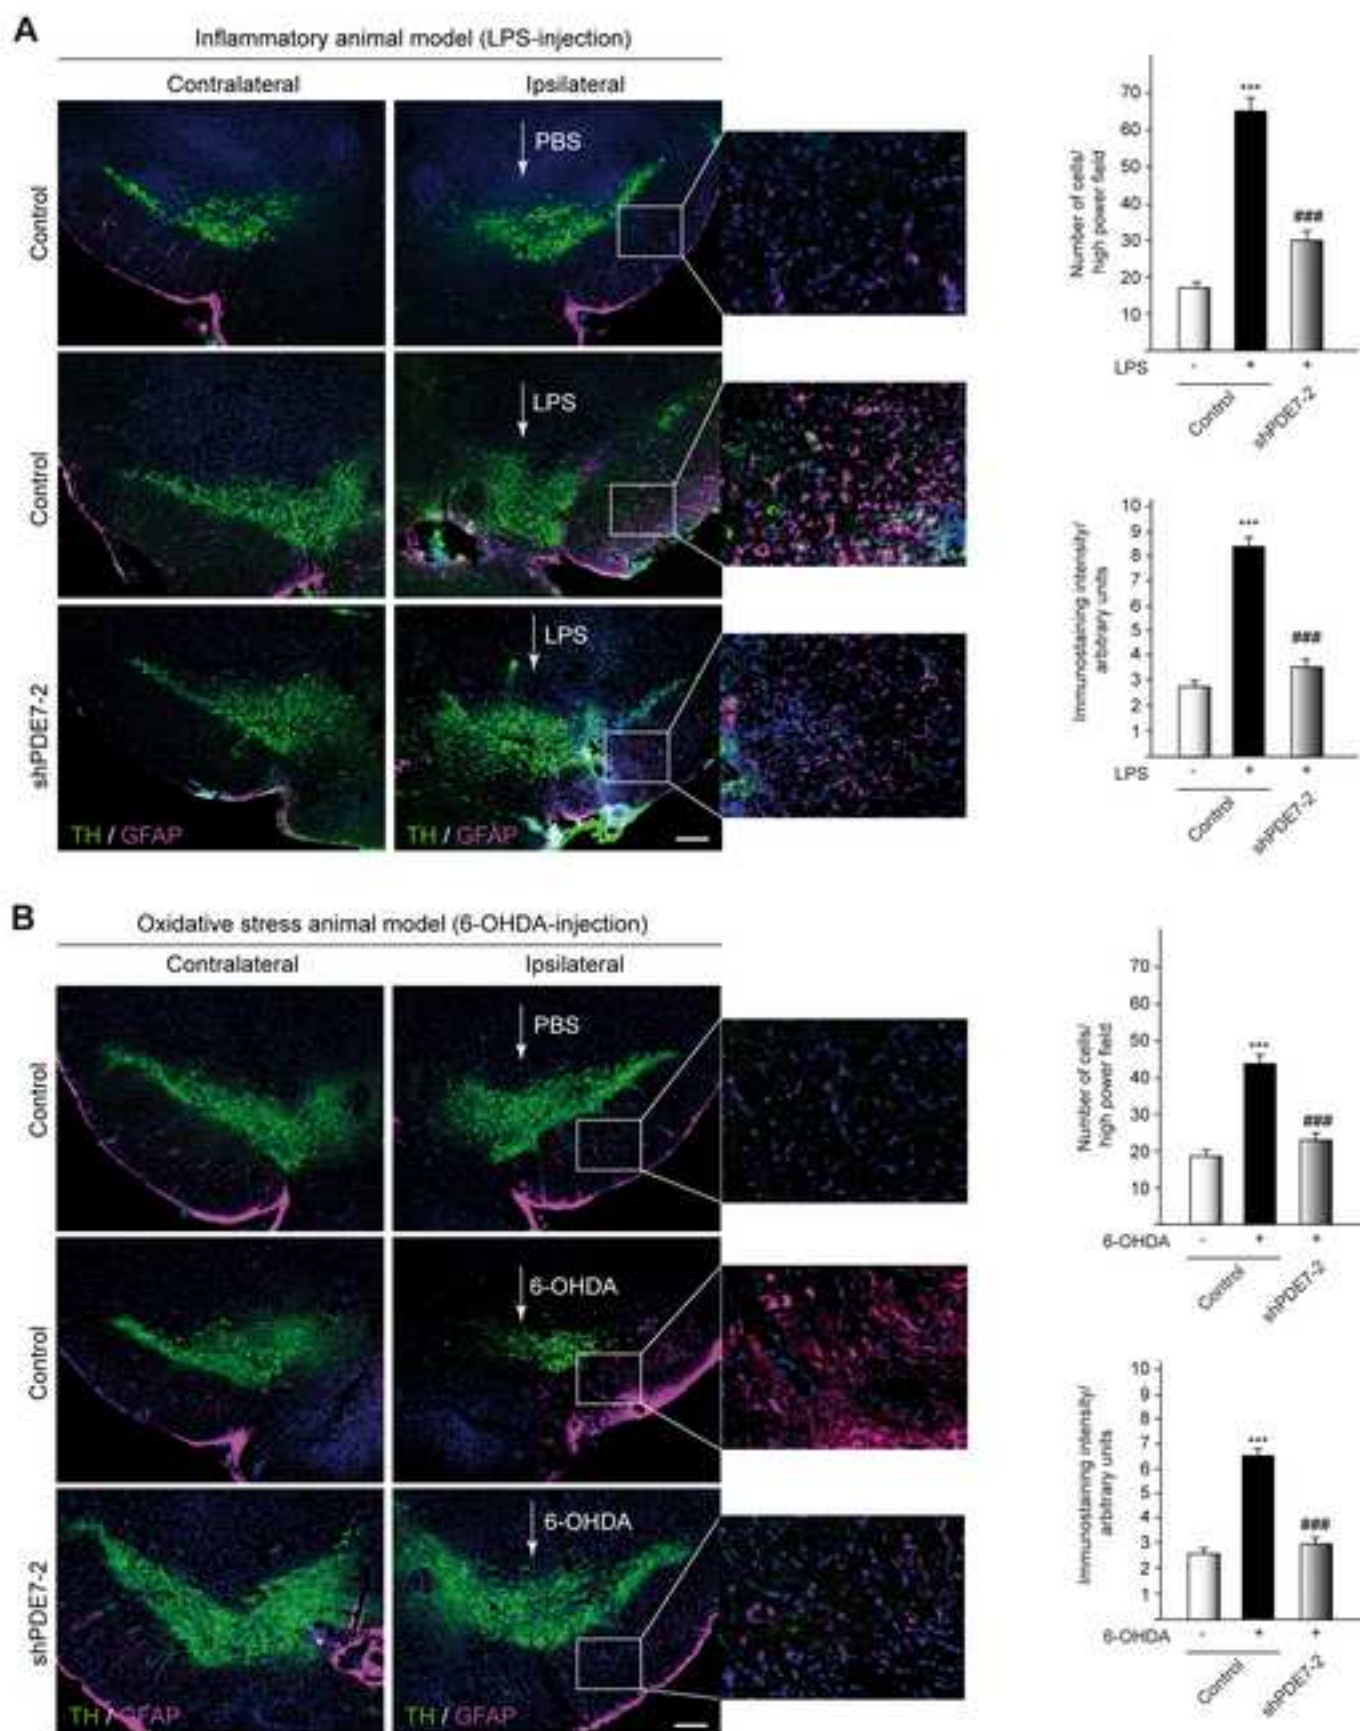 A
Inflammatory animal model (LPS-injection)
Contralateral
Ipsilateral
Control
PBS
Control
LPS
shPDE7-2
LPS
TH / GFAP
TH / GFAP
Number of cells/
high power field
70
60
50
40
30
20
10
***
###
LPS
- + +
Control
shPDE7-2
Immunostaining intensity/
arbitrary units
10
9
8
7
6
5
4
3
2
1
***
###
LPS
- + +
Control
shPDE7-2
B
Oxidative stress animal model (6-OHDA-injection)
Contralateral
Ipsilateral
Control
PBS
Control
6-OHDA
shPDE7-2
6-OHDA
TH / GFAP
TH / GFAP
Number of cells/
high power field
70
60
50
40
30
20
10
***
###
6-OHDA
- + +
Control
shPDE7-2
Immunostaining intensity/
arbitrary units
10
9
9
8
7
6
5
4
3
2
1
***
###
6-OHDA
- + +
Control
shPDE7-2